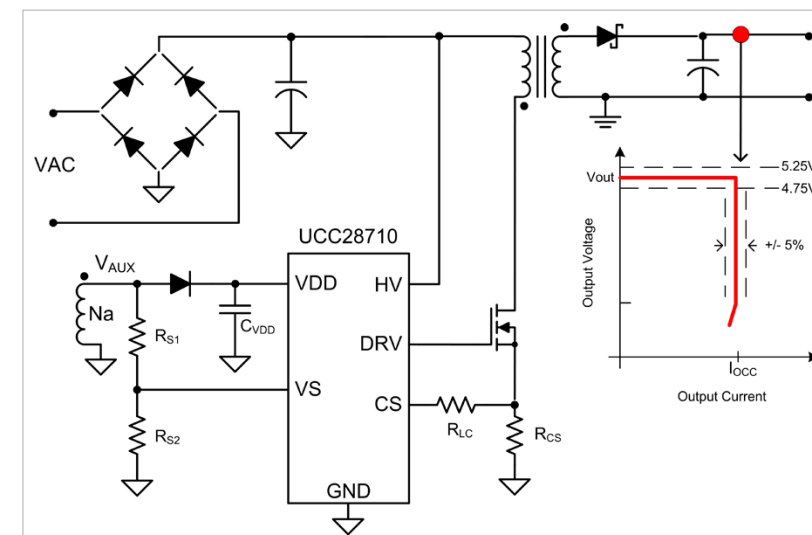 VAC
UCC28710
VAUX
Na
RS1
RS2
CVDD
VDD
HV
DRV
VS
CS
GND
RLC
RCS
5.25V
Vout
4.75V
+/- 5%
Output Voltage
IOCC
Output Current